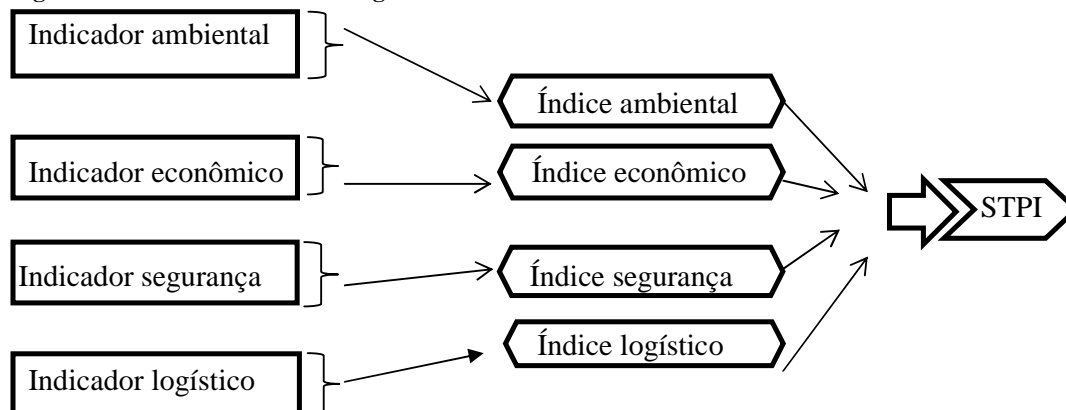 Indicador ambiental
Índice ambiental
Indicador econômico
Índice econômico
STPI
Indicador segurança
Índice segurança
Índice logístico
Indicador logístico